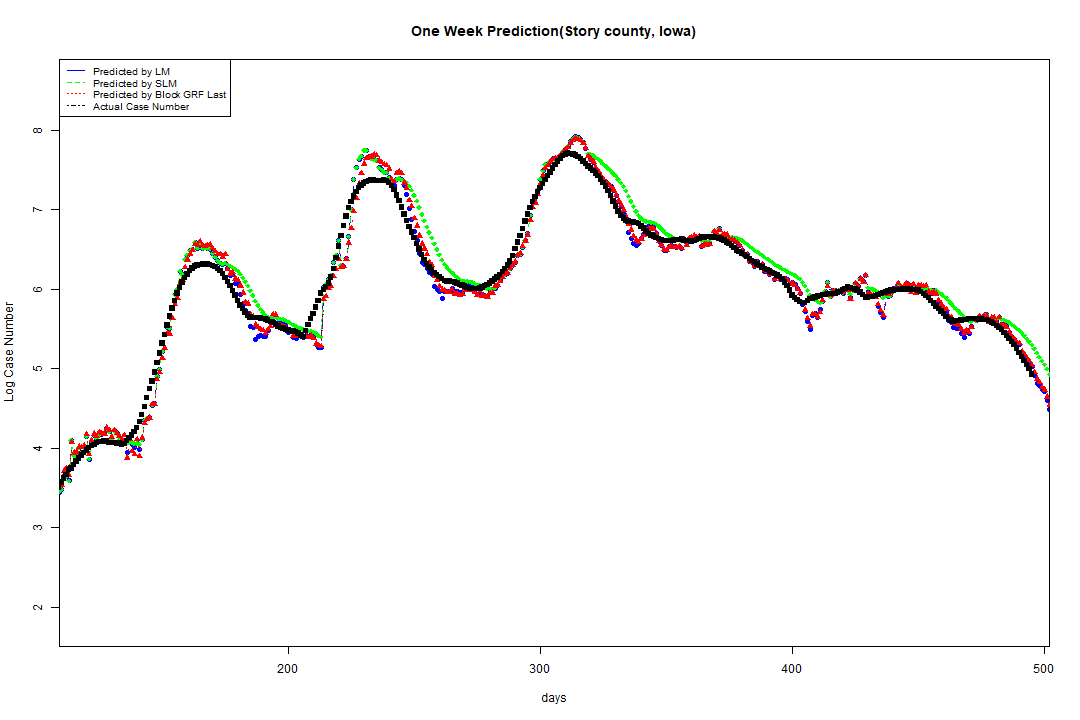 One Week Prediction(Story county, Iowa)
Predicted by LM
Predicted by SLM
Predicted by Block GRF Last
Actual Case Number
8
7
6
5
4
3
2
Log Case Number
200 300 400 500
days